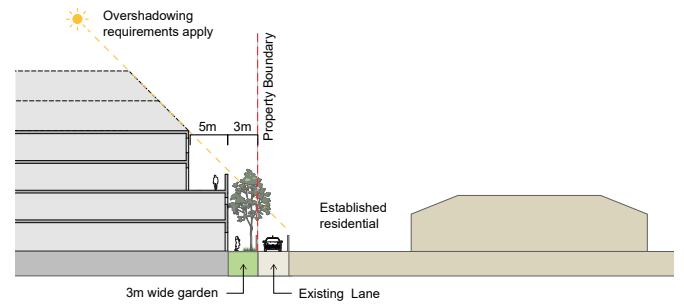 Overshadowing
requirements apply
Property Boundary
5m
3m
Established
residential
3m wide garden
Existing Lane